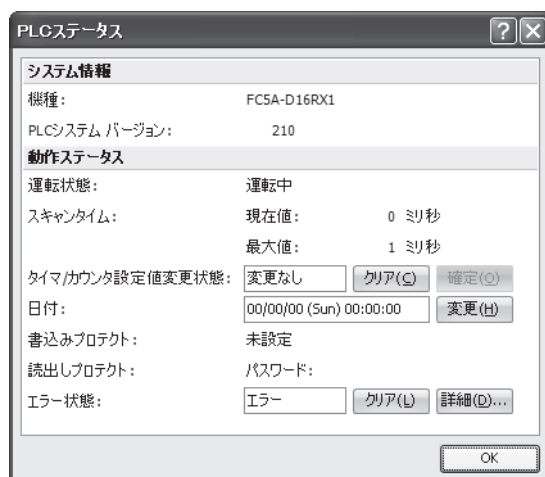 PLCステータス
システム情報
機種： FC5A-D16RX1
PLCシステム バージョン： 210
動作ステータス
運転状態： 運転中
スキャンタイム： 現在値： 0 ミリ秒
最大値： 1 ミリ秒
タイマ/カウンタ設定値変更状態： 変更なし クリア(C) 確定(O)
日付： 00/00/00 (Sun) 00:00:00 変更(H)
書込みプロテクト： 未設定
読出しプロテクト： パスワード：
エラー状態： エラー クリア(L) 詳細(D)...
OK